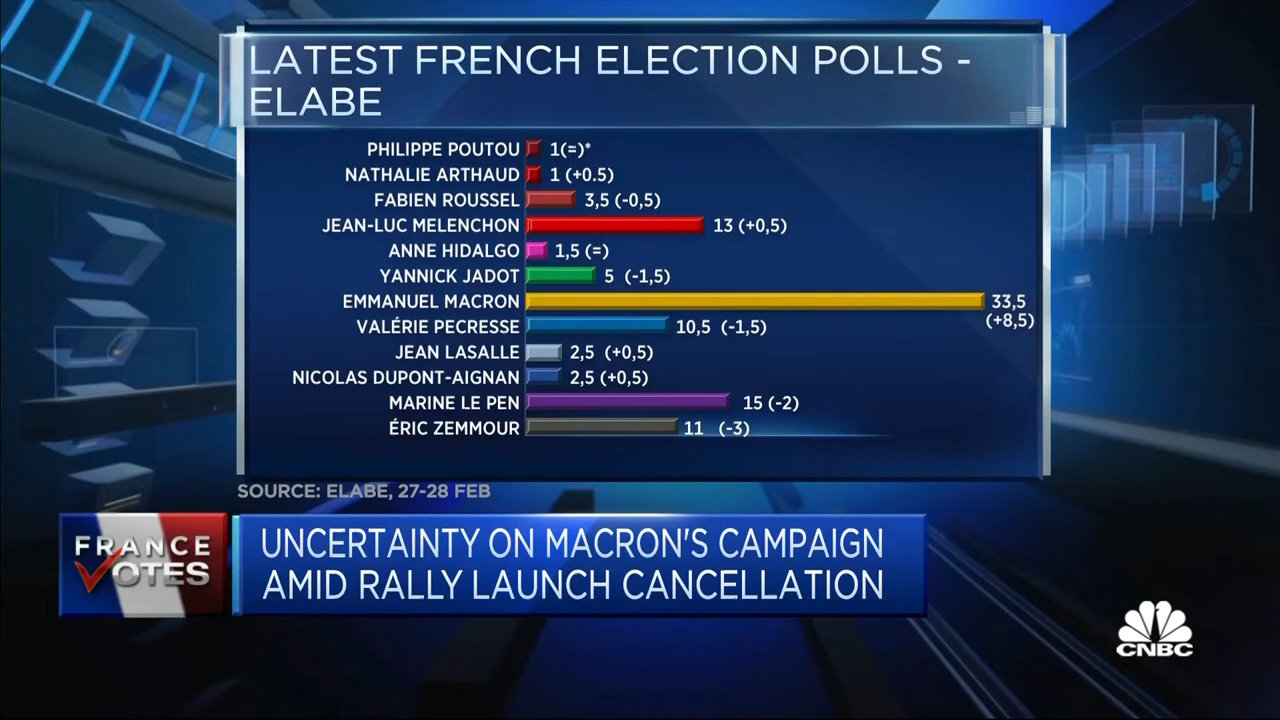 LATEST FRENCH ELECTION POLLS -
ELABE
PHILIPPE POUTOU 1(=)*
NATHALIE ARTHAUD 1 (+0.5)
FABIEN ROUSSEL 3,5 (-0,5)
JEAN-LUC MELENCHON 13 (+0,5)
ANNE HIDALGO 1,5 (=)
YANNICK JADOT 5 (-1,5)
EMMANUEL MACRON 33,5
(+8,5)
VALÉRIE PECRESSE 10,5 (-1,5)
JEAN LASALLE 2,5 (+0,5)
NICOLAS DUPONT-AIGNAN 2,5 (+0,5)
MARINE LE PEN 15 (-2)
ÉRIC ZEMMOUR 11 (-3)
SOURCE: ELABE, 27-28 FEB
FRANCE
VOTES
UNCERTAINTY ON MACRON'S CAMPAIGN
AMID RALLY LAUNCH CANCELLATION
CNBC